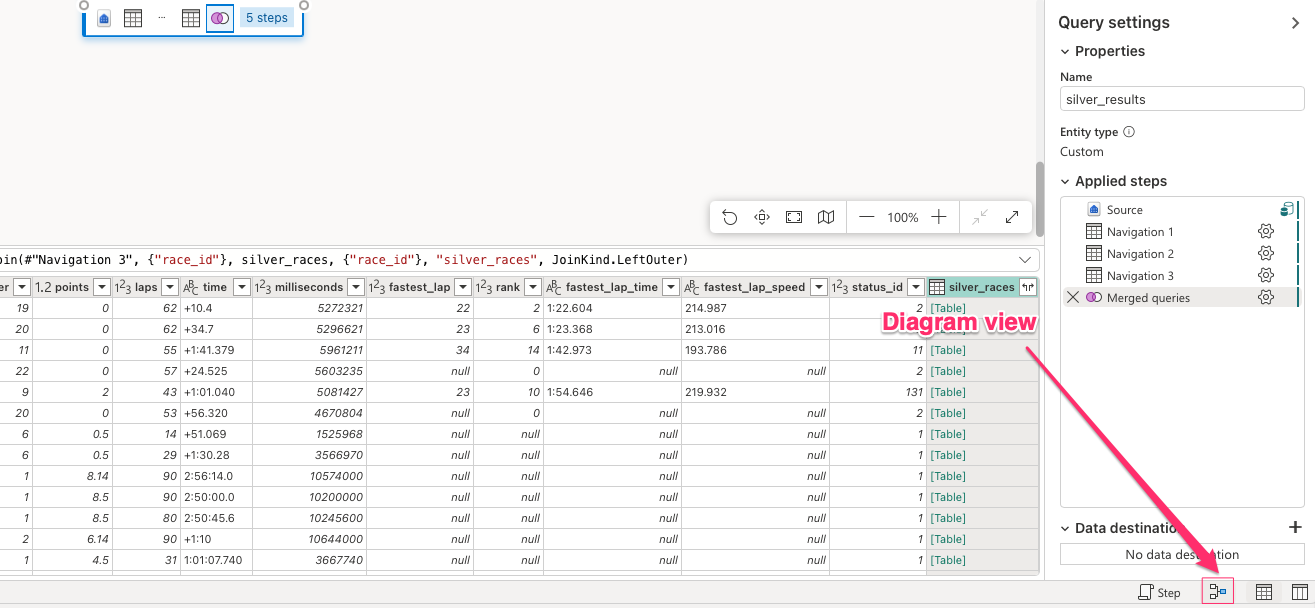 5 steps
Query settings
Properties
Name
silver_results
Entity type
Custom
Applied steps
Source
Navigation 1
Navigation 2
Navigation 3
Merged queries
100%
oin(#"Navigation 3", {"race_id"}, silver_races, {"race_id"}, "silver_races", JoinKind.LeftOuter)
er 1.2 points 1²3 laps ABC time 1²3 milliseconds 1²3 fastest_lap 1²3 rank ABC fastest_lap_time ABC fastest_lap_speed 1²3 status_id silver_races
19 0 62 +10.4 5272321 22 2 1:22.604 214.987 2 [Table]
20 0 62 +34.7 5296621 23 6 1:23.368 213.016 [Table]
Diagram view
11 0 55 +1:41.379 5961211 34 14 1:42.973 193.786 11 [Table]
22 0 57 +24.525 5603235 null 0 null null 2 [Table]
9 2 43 +1:01.040 5081427 23 10 1:54.646 219.932 131 [Table]
20 0 53 +56.320 4670804 null 0 null null 2 [Table]
6 0.5 14 +51.069 1525968 null null null null 1 [Table]
6 0.5 29 +1:30.28 3566970 null null null null 1 [Table]
1 8.14 90 2:56:14.0 10574000 null null null null 1 [Table]
1 8.5 90 2:50:00.0 10200000 null null null null 1 [Table]
1 8.5 80 2:50:45.6 10245600 null null null null 1 [Table]
2 6.14 90 +1:10 10644000 null null null null 1 [Table]
1 4.5 31 1:01:07.740 3667740 null null null null 1 [Table]
Data destination
No data destination
Step